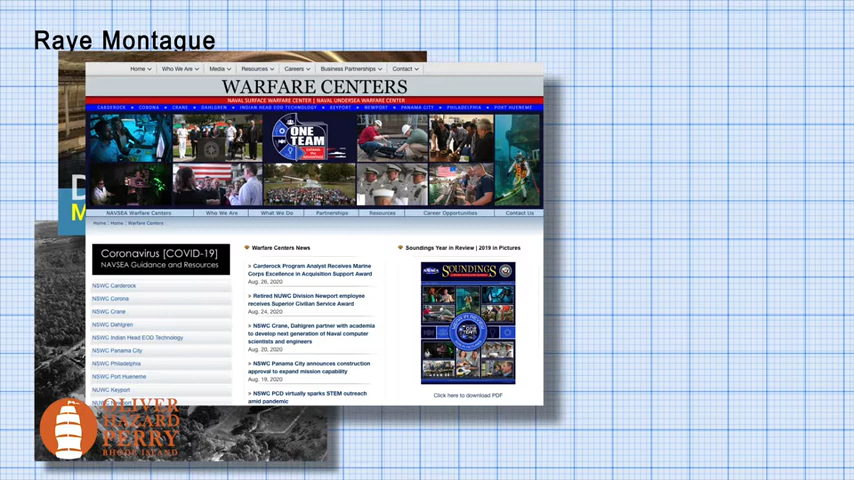 Raye Montague
Home Who We Are Media Resources Careers Business Partnerships Contact
WARFARE CENTERS
NAVAL SURFACE WARFARE CENTER | NAVAL UNDERSEA WARFARE CENTER
CARDEROCK ★ CORONA ★ CRANE ★ DAHLGREN ★ INDIAN HEAD EOD TECHNOLOGY ★ KEYPORT ★ NEWPORT ★ PANAMA CITY ★ PHILADELPHIA ★ PORT HUENEME
ONE
TEAM
D
M
NAVSEA Warfare Centers Who We Are What We Do Partnerships Resources Career Opportunities Contact Us
Home : Home : Warfare Centers
Coronavirus [COVID-19]
NAVSEA Guidance and Resources
NSWC Carderock
NSWC Corona
NSWC Crane
NSWC Dahlgren
NSWC Indian Head EOD Technology
NSWC Panama City
NSWC Philadelphia
NSWC Port Hueneme
NUWC Keyport
Warfare Centers News
» Carderock Program Analyst Receives Marine
Corps Excellence in Acquisition Support Award
Aug. 26, 2020
» Retired NUWC Division Newport employee
receives Superior Civilian Service Award
Aug. 24, 2020
» NSWC Crane, Dahlgren partner with academia
to develop next generation of Naval computer
scientists and engineers
Aug. 20, 2020
» NSWC Panama City announces construction
approval to expand mission capability
Aug. 19, 2020
» NSWC PCD virtually sparks STEM outreach
amid pandemic
Soundings Year in Review | 2019 in Pictures
SOUNDINGS
Click here to download PDF
OLIVER
HAZARD
PERRY
RHODE ISLAND